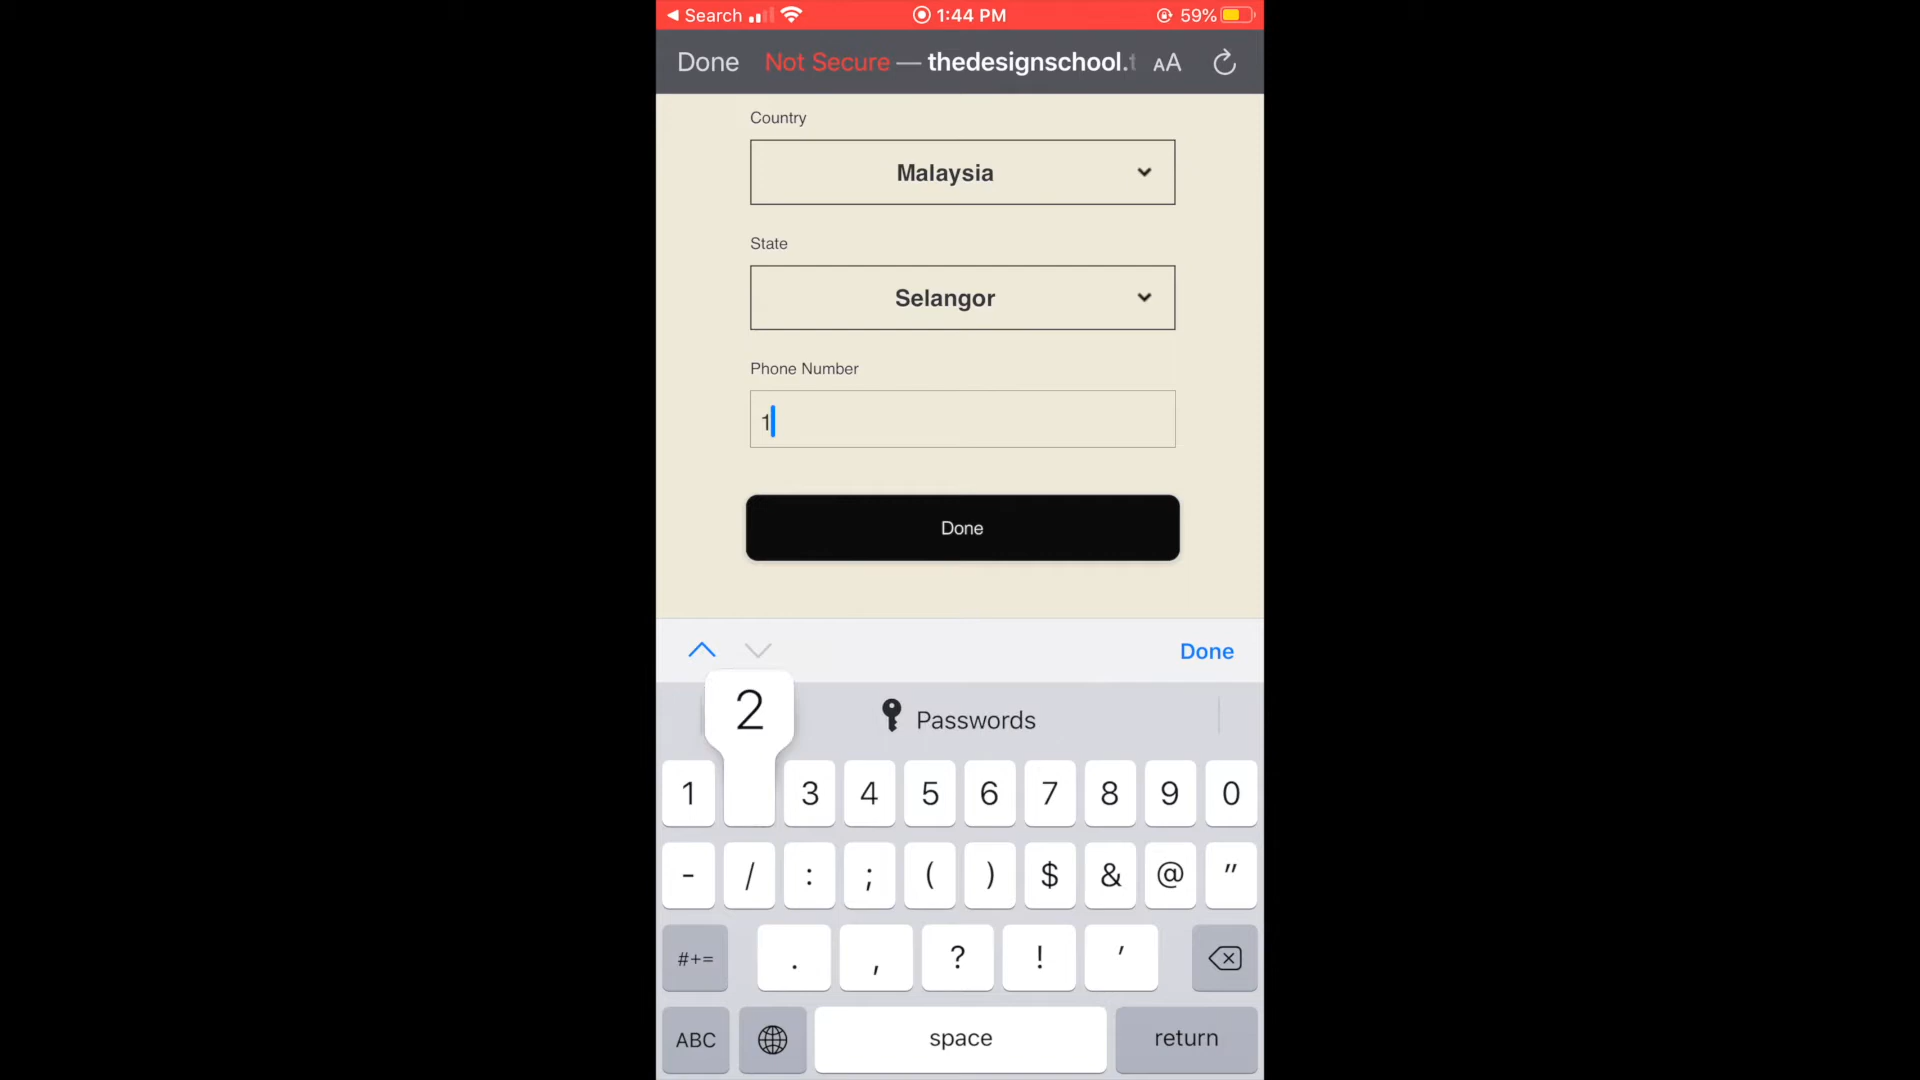 Search 1:44 PM 59%
Done Not Secure — thedesignschool.t AA
Country
Malaysia
State
Selangor
Phone Number
1
Done
Done
2
Passwords
1 3 4 5 6 7 8 9 0
- / : ; ( ) $ & @ "
#+= . , ? ! '
ABC space return